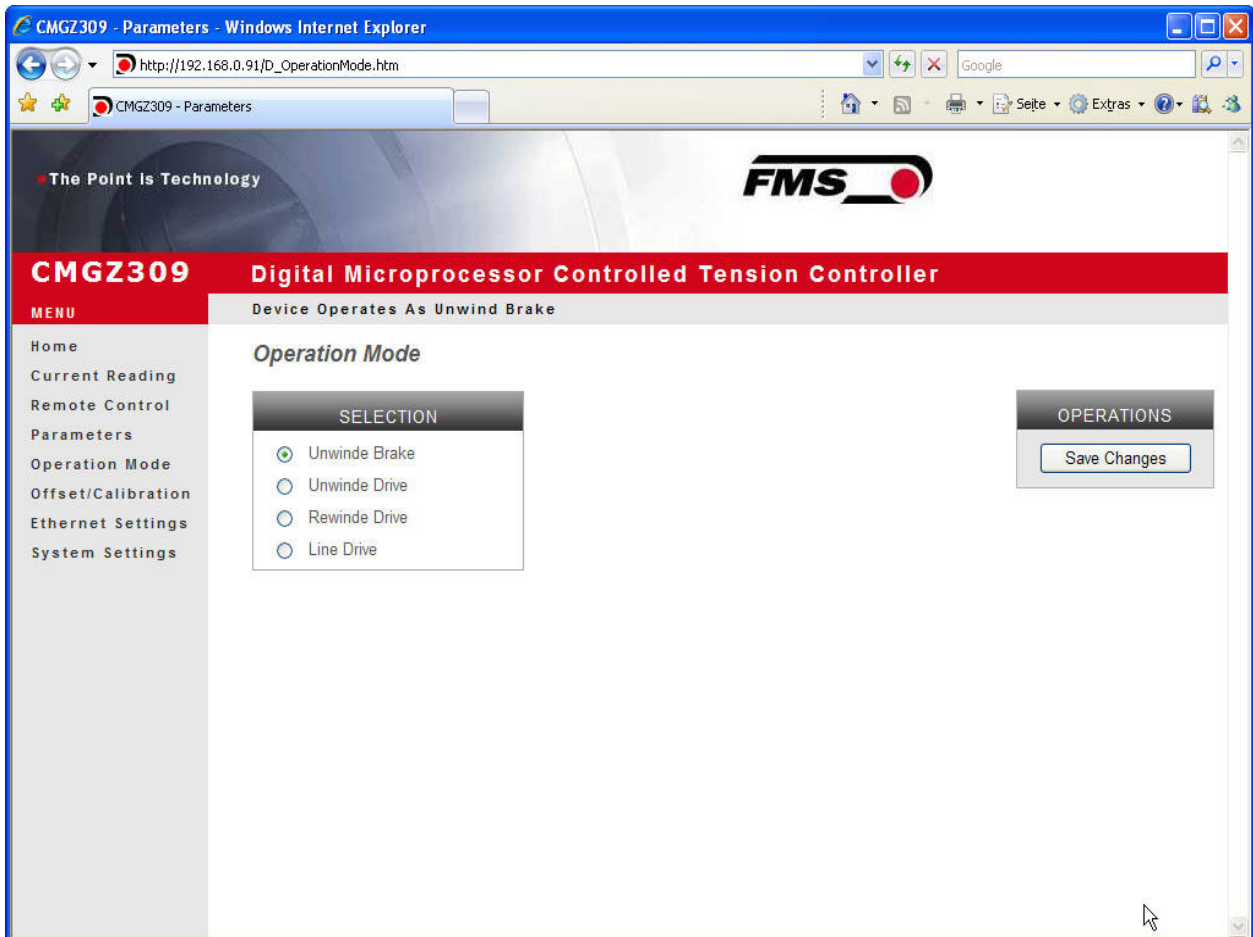 CMGZ309 - Parameters - Windows Internet Explorer
http://192.168.0.91/D_OperationMode.htm
Google
CMGZ309 - Parameters
Seite
Extras
The Point is Technology
FMS
CMGZ309
Digital Microprocessor Controlled Tension Controller
MENU
Device Operates As Unwind Brake
Home
Current Reading
Remote Control
Parameters
Operation Mode
Offset/Calibration
Ethernet Settings
System Settings
Operation Mode
SELECTION
Unwinde Brake
Unwinde Drive
Rewinde Drive
Line Drive
OPERATIONS
Save Changes